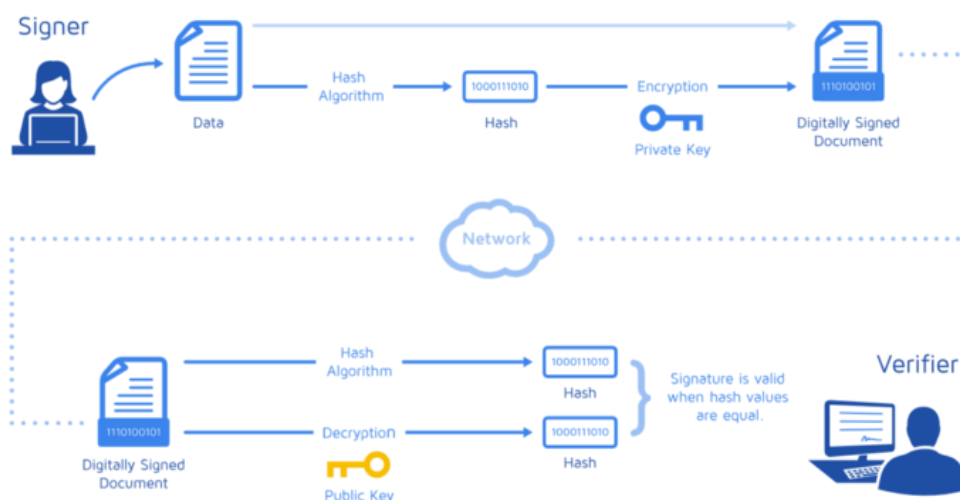 Signer
Data
Hash
Algorithm
1000111010
Hash
Encryption
Private Key
1110100101
Digitally Signed
Document
Network
1110100101
Digitally Signed
Document
Hash
Algorithm
1000111010
Hash
Decryption
Public Key
1000111010
Hash
Signature is valid
when hash values
are equal.
Verifier